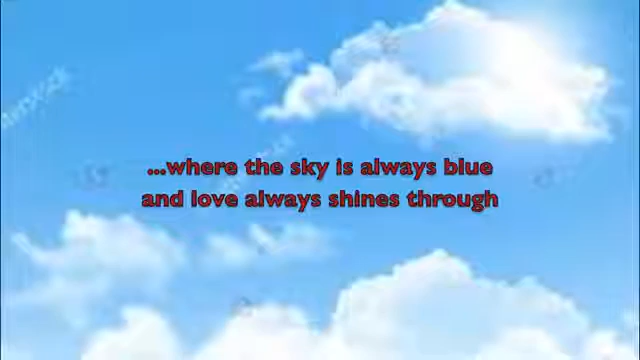 ...where the sky is always blue
and love always shines through